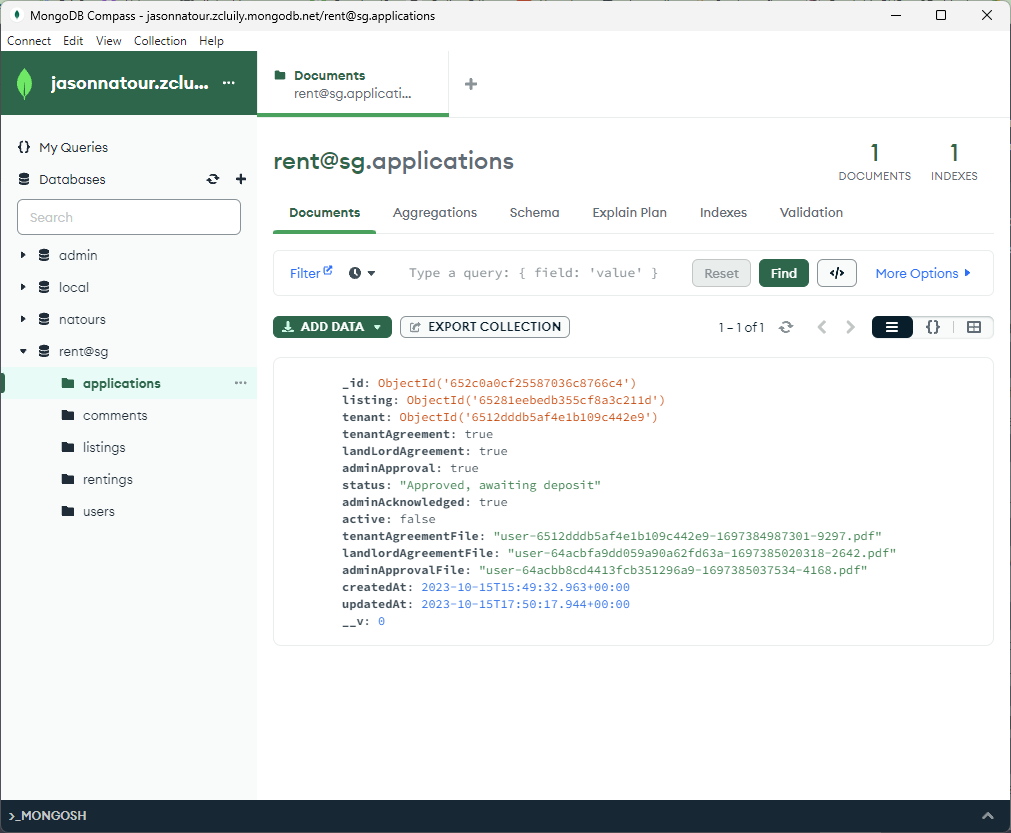 MongoDB Compass - jasonnatour.zcluily.mongodb.net/rent@sg.applications
Connect Edit View Collection Help
jasonnatour.zclu... ...
Documents
rent@sg.applicati...
+
{} My Queries
Databases
Search
admin
local
natours
rent@sg
applications ...
comments
listings
rentings
users
rent@sg.applications
1
DOCUMENTS
1
INDEXES
Documents Aggregations Schema Explain Plan Indexes Validation
Filter Type a query: { field: 'value' } Reset Find </> More Options
ADD DATA EXPORT COLLECTION 1 – 1 of 1 {}
_id: ObjectId('652c0a0cf25587036c8766c4')
listing: ObjectId('65281eebedb355cf8a3c211d')
tenant: ObjectId('6512dddb5af4e1b109c442e9')
tenantAgreement: true
landLordAgreement: true
adminApproval: true
status: "Approved, awaiting deposit"
adminAcknowledged: true
active: false
tenantAgreementFile: "user-6512dddb5af4e1b109c442e9-1697384987301-9297.pdf"
landlordAgreementFile: "user-64acbfa9dd059a90a62fd63a-1697385020318-2642.pdf"
adminApprovalFile: "user-64acbb8cd4413fcb351296a9-1697385037534-4168.pdf"
createdAt: 2023-10-15T15:49:32.963+00:00
updatedAt: 2023-10-15T17:50:17.944+00:00
__v: 0
>_MONGOSH